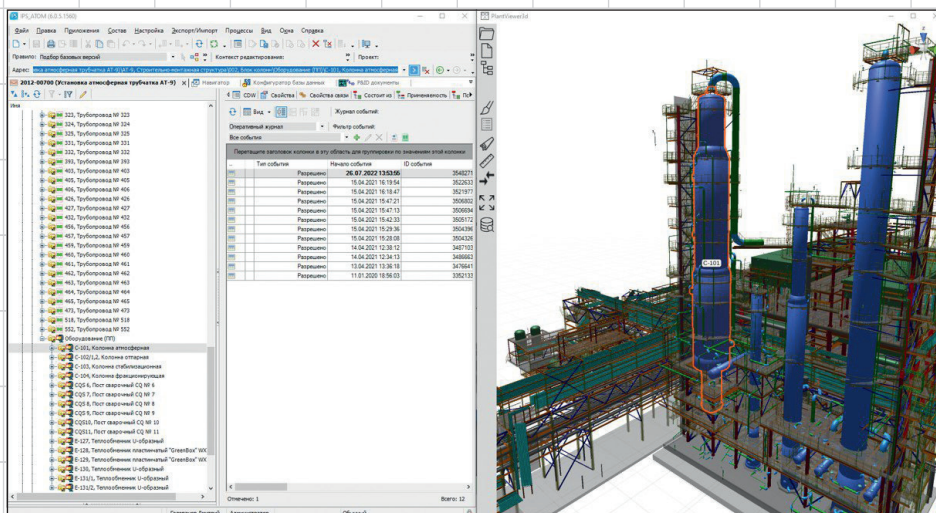 IPS_ATOM (6.0.5.1560)
Файл Правка Приложения Состав Настройка Экспорт/Импорт Процессы Вид Окна Справка
Правило: Подбор базовых версий
Контекст редактирования:
Проект:
Адрес:
2012-00700 (Установка атмосферная трубчатка АТ-9)
Навигатор
Конфигуратор базы данных
P&ID документы
Имя
323, Трубопровод № 323
324, Трубопровод № 324
325, Трубопровод № 325
331, Трубопровод № 331
332, Трубопровод № 332
393, Трубопровод № 393
403, Трубопровод № 403
405, Трубопровод № 405
406, Трубопровод № 406
426, Трубопровод № 426
427, Трубопровод № 427
432, Трубопровод № 432
456, Трубопровод № 456
457, Трубопровод № 457
459, Трубопровод № 459
460, Трубопровод № 460
461, Трубопровод № 461
462, Трубопровод № 462
463, Трубопровод № 463
464, Трубопровод № 464
465, Трубопровод № 465
473, Трубопровод № 473
518, Трубопровод № 518
552, Трубопровод № 552
Оборудование (ПП)
С-101, Колонна атмосферная
С-102/1,2, Колонна отпарная
С-103, Колонна стабилизационная
С-104, Колонна фракционирующая
CQS 6, Пост сварочный CQ № 6
CQS 7, Пост сварочный CQ № 7
CQS 8, Пост сварочный CQ № 8
CQS 9, Пост сварочный CQ № 9
CQS10, Пост сварочный CQ № 10
CQS11, Пост сварочный CQ № 11
E-127, Теплообменник U-образный
E-128, Теплообменник пластинчатый "GreenBox" WX
E-129, Теплообменник пластинчатый "GreenBox" WX
E-130, Теплообменник U-образный
E-131/1, Теплообменник U-образный
E-131/2, Теплообменник U-образный
CDW Свойства Свойства связи Состоит из Применяемость
Вид
Журнал событий:
Оперативный журнал
Фильтр событий:
Все события
Перетащите заголовок колонки в эту область для группировки по значениям этой колонки
Тип события Начало события ID события
Разрешено 26.07.2022 13:53:55 3548271
Разрешено 15.04.2021 16:19:54 3522633
Разрешено 15.04.2021 16:18:47 3521977
Разрешено 15.04.2021 15:47:21 3506802
Разрешено 15.04.2021 15:47:13 3506694
Разрешено 15.04.2021 15:42:33 3505172
Разрешено 15.04.2021 15:29:36 3504396
Разрешено 15.04.2021 15:28:08 3504326
Разрешено 14.04.2021 12:38:12 3487103
Разрешено 14.04.2021 12:34:13 3486663
Разрешено 13.04.2021 13:36:18 3476641
Разрешено 11.01.2020 18:56:03 3352133
Отмечено: 1
Всего: 12
PlantViewer3d
C-101